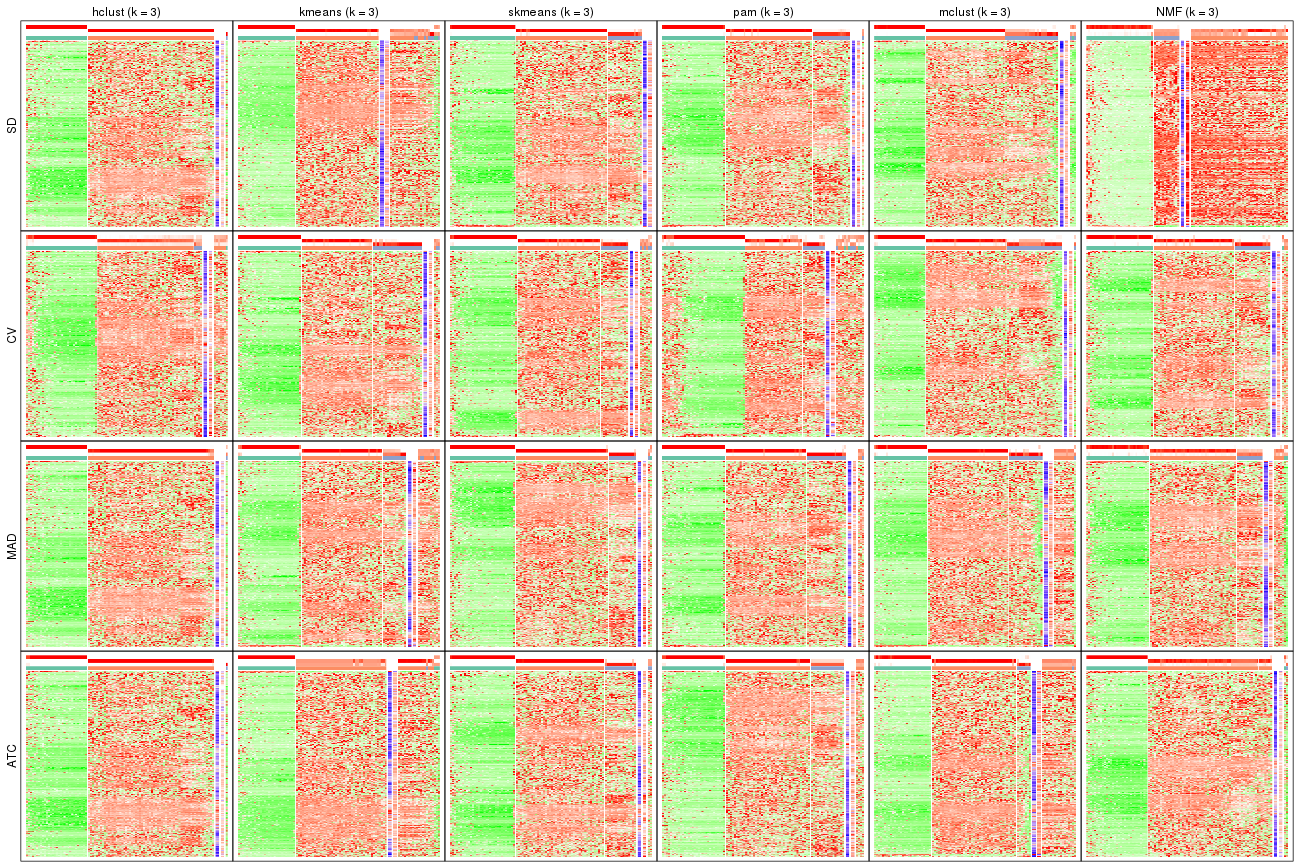 hclust (k = 3) kmeans (k = 3) skmeans (k = 3) pam (k = 3) mclust (k = 3) NMF (k = 3)
SD
CV
MAD
ATC